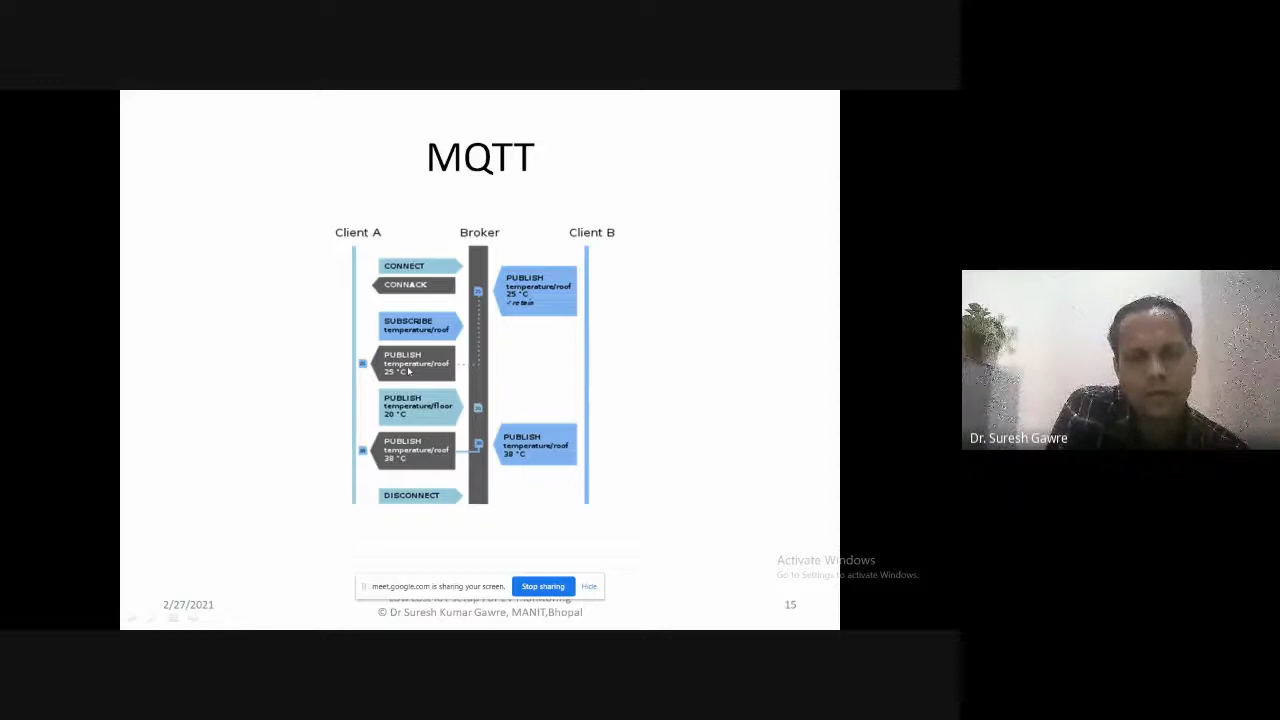 MQTT
Client A
Broker
Client B
CONNECT
CONNACK
PUBLISH
temperature/roof
25 °C
✓retain
25
SUBSCRIBE
temperature/roof
PUBLISH
temperature/roof
25 °C
PUBLISH
temperature/floor
20 °C
PUBLISH
temperature/roof
38 °C
PUBLISH
temperature/roof
38 °C
DISCONNECT
meet.google.com is sharing your screen.
Stop sharing
Hide
2/27/2021
© Dr Suresh Kumar Gawre, MANIT,Bhopal
15
Activate Windows
Go to Settings to activate Windows.
Dr. Suresh Gawre